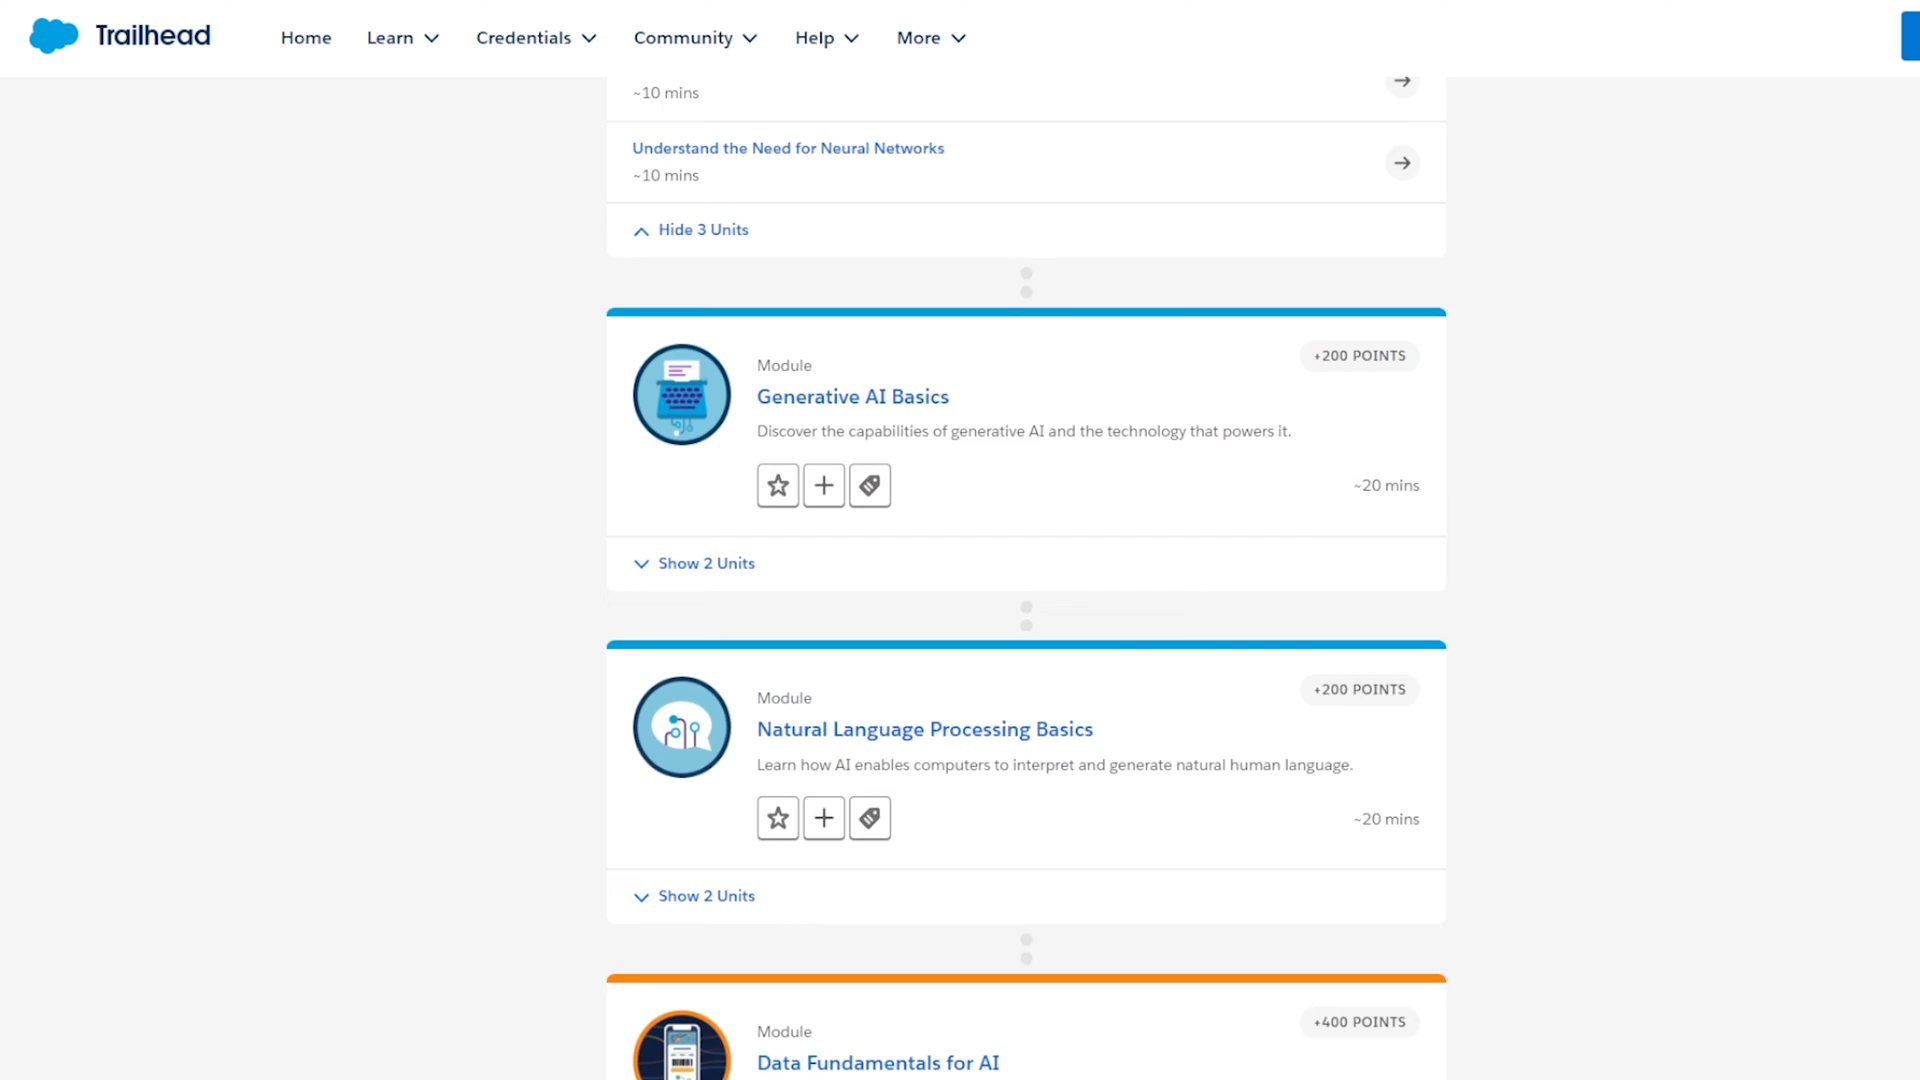 Trailhead
Home
Learn
Credentials
Community
Help
More
~10 mins
Understand the Need for Neural Networks
~10 mins
Hide 3 Units
Module
+200 POINTS
Generative AI Basics
Discover the capabilities of generative AI and the technology that powers it.
~20 mins
Show 2 Units
Module
+200 POINTS
Natural Language Processing Basics
Learn how AI enables computers to interpret and generate natural human language.
~20 mins
Show 2 Units
Module
+400 POINTS
Data Fundamentals for AI